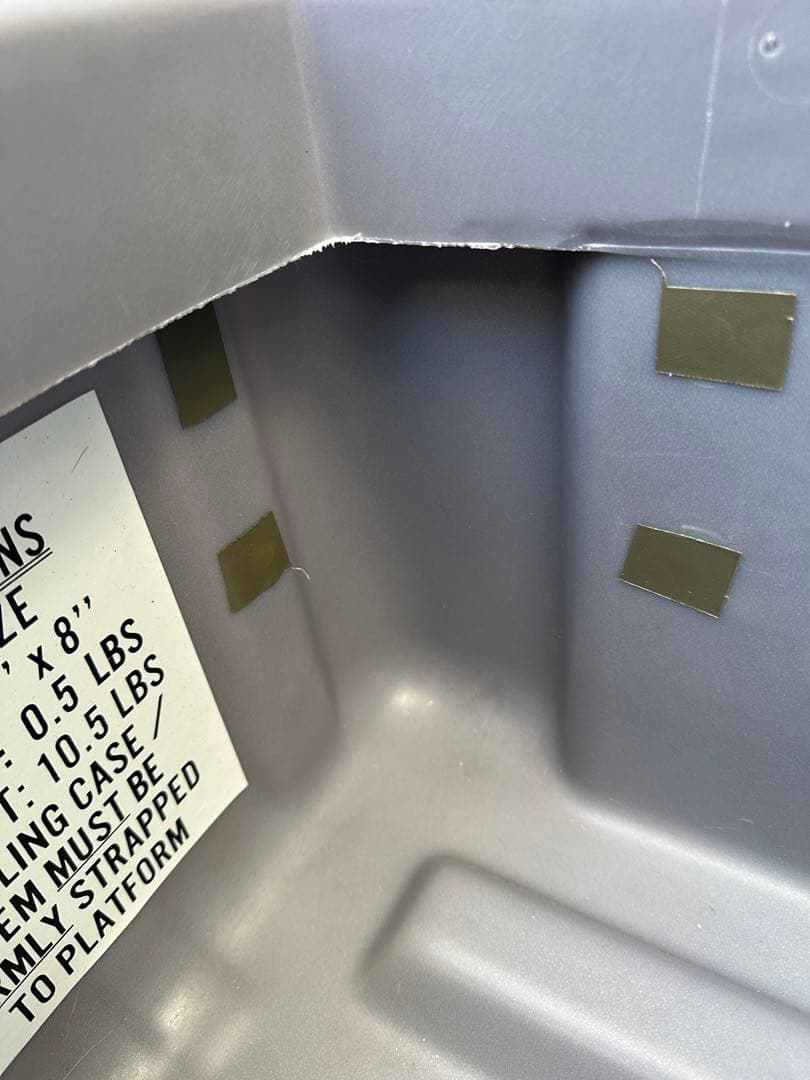 NS
ZE
' x 8''
: 0.5 LBS
T: 10.5 LBS
LING CASE /
EM MUST BE
RMLY STRAPPED
TO PLATFORM